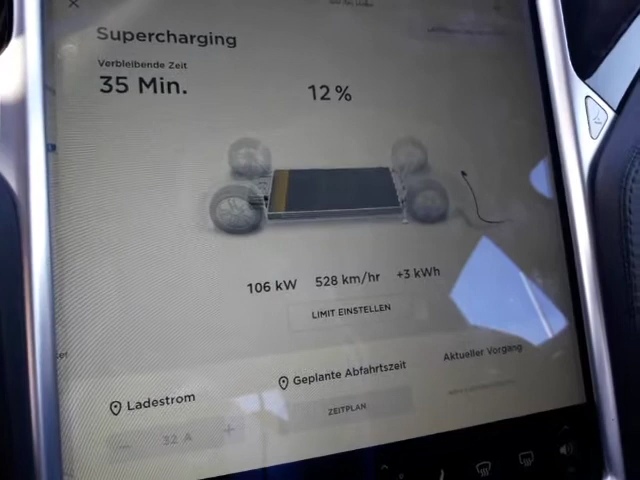 Supercharging
Verbleibende Zeit
35 Min.
12 %
106 kW 528 km/hr +3 kWh
LIMIT EINSTELLEN
Ladestrom
32 A
Geplante Abfahrtszeit
ZEITPLAN
Aktueller Vorgang